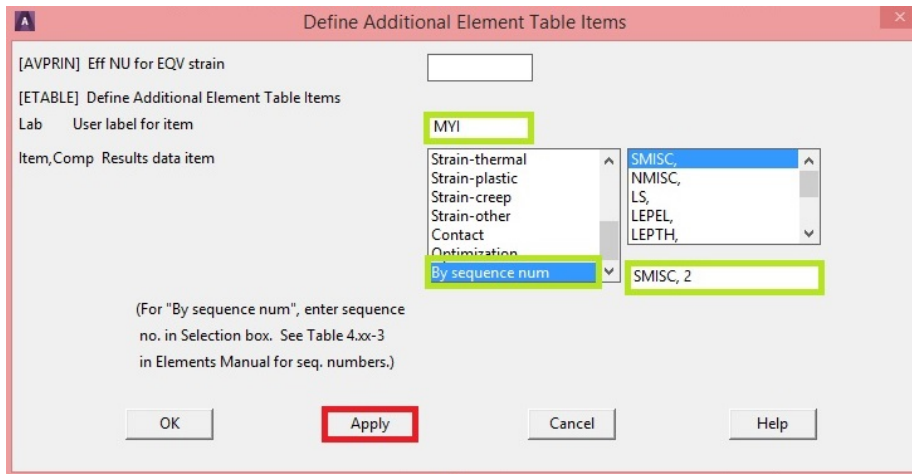 A
Define Additional Element Table Items
×
[AVPRIN] Eff NU for EQV strain
[ETABLE] Define Additional Element Table Items
Lab User label for item MYI
Item,Comp Results data item
Strain-thermal
Strain-plastic
Strain-creep
Strain-other
Contact
Optimization
By sequence num
SMISC,
NMISC,
LS,
LEPEL,
LEPTH,
SMISC, 2
(For "By sequence num", enter sequence
no. in Selection box. See Table 4.xx-3
in Elements Manual for seq. numbers.)
OK Apply Cancel Help